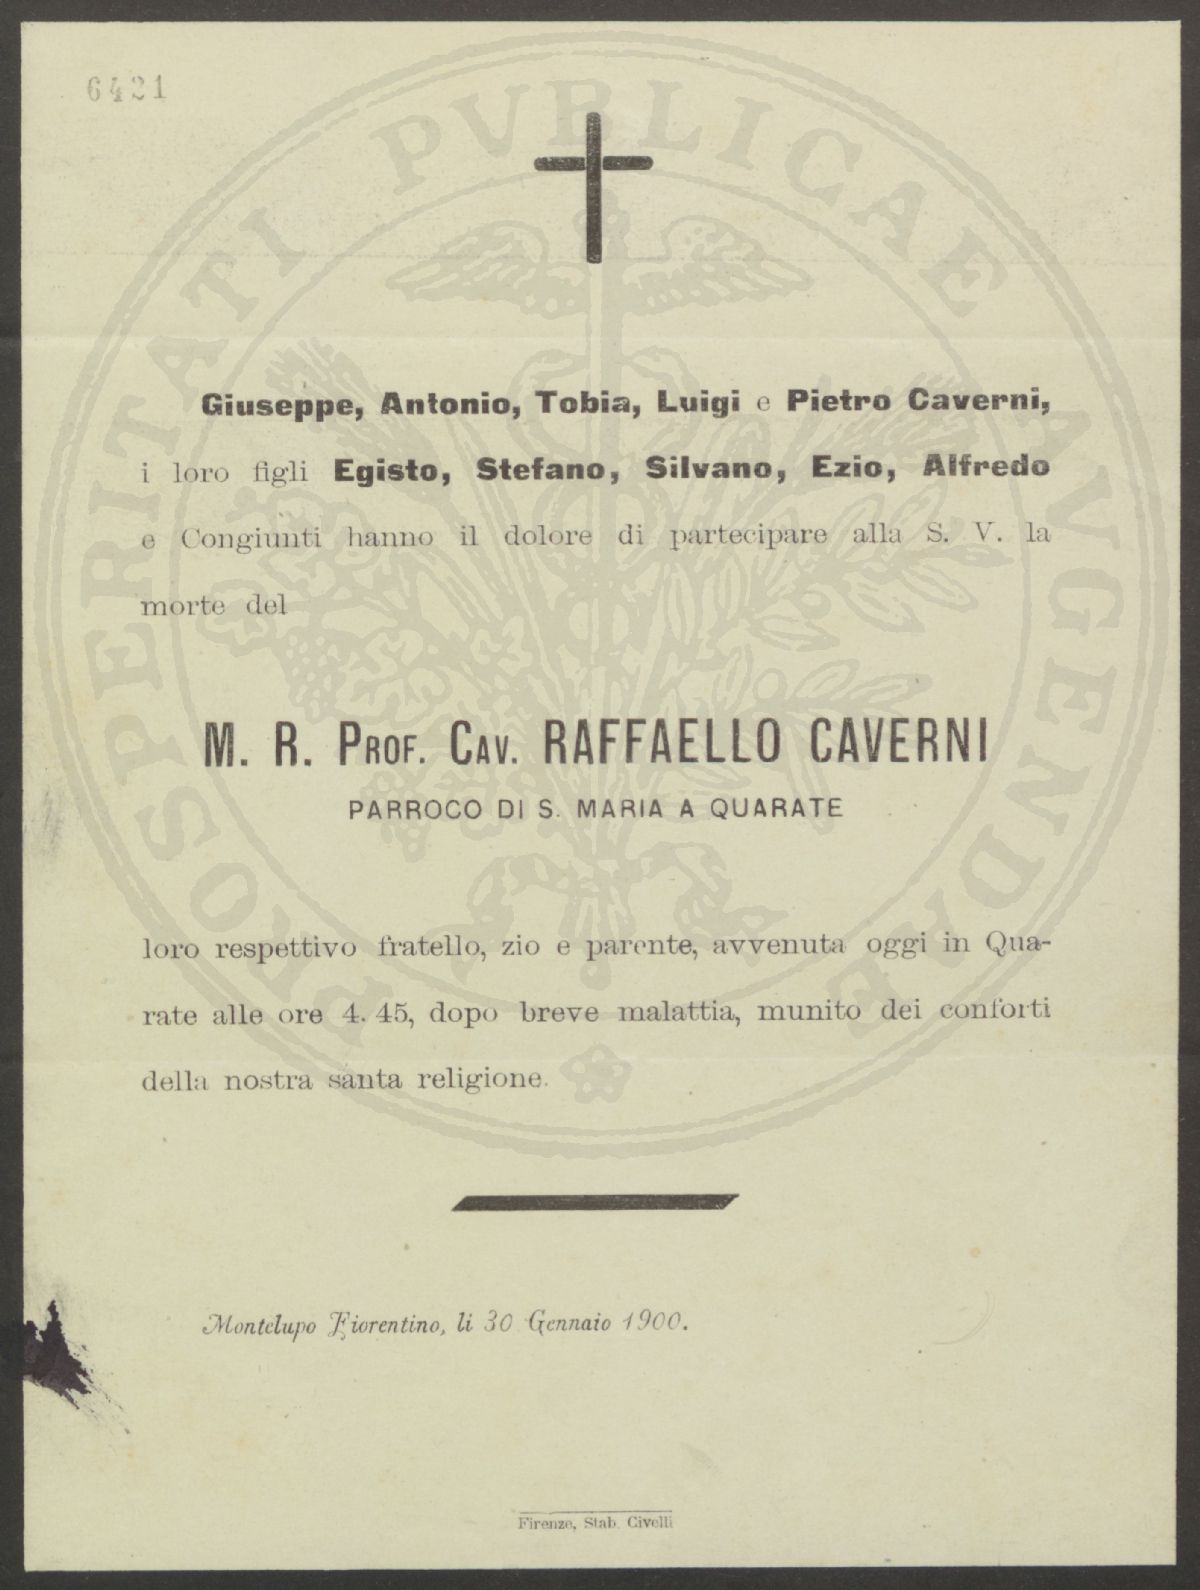 6421
PROSPERITATI PVBLICAE AVGENDAE
Giuseppe, Antonio, Tobia, Luigi e Pietro Caverni,
i loro figli Egisto, Stefano, Silvano, Ezio, Alfredo
e Congiunti hanno il dolore di partecipare alla S. V. la
morte del
M. R. PROF. CAV. RAFFAELLO CAVERNI
PARROCO DI S. MARIA A QUARATE
loro respettivo fratello, zio e parente, avvenuta oggi in Qua-
rate alle ore 4.45, dopo breve malattia, munito dei conforti
della nostra santa religione.
Montelupo Fiorentino, li 30 Gennaio 1900.
Firenze, Stab. Civelli